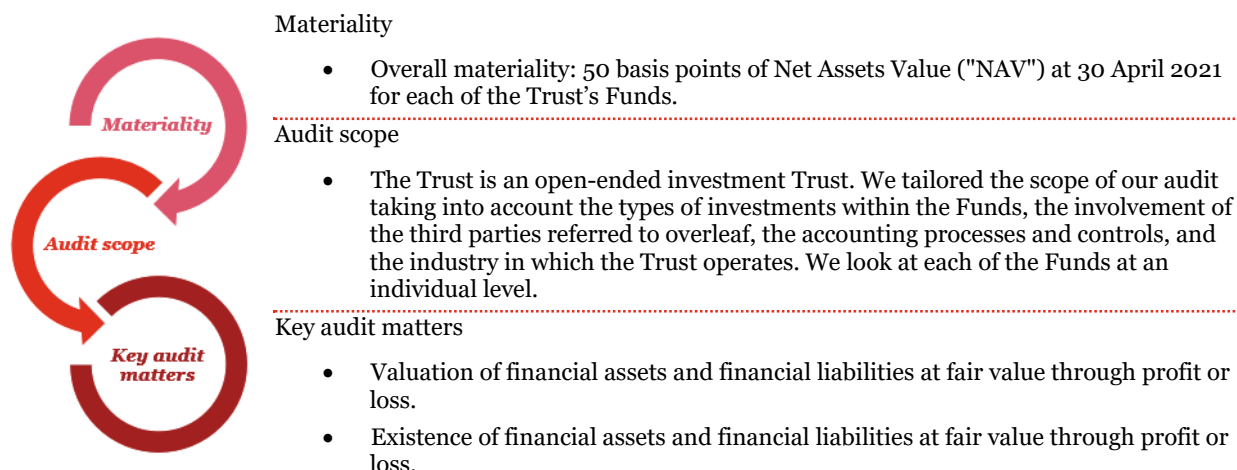 Materiality
• Overall materiality: 50 basis points of Net Assets Value ("NAV") at 30 April 2021
for each of the Trust's Funds.
Materiality
Audit scope
• The Trust is an open-ended investment Trust. We tailored the scope of our audit
taking into account the types of investments within the Funds, the involvement of
the third parties referred to overleaf, the accounting processes and controls, and
the industry in which the Trust operates. We look at each of the Funds at an
individual level.
Audit scope
Key audit matters
• Valuation of financial assets and financial liabilities at fair value through profit or
loss.
• Existence of financial assets and financial liabilities at fair value through profit or
loss.
Key audit
matters